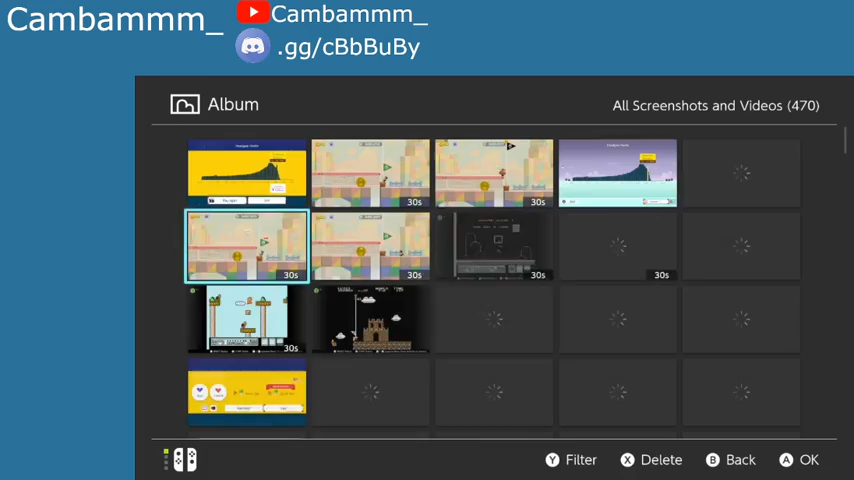 Cambammm_
Cambammm_
.gg/cBbBuBy
Album
All Screenshots and Videos (470)
30s
30s
30s
30s
30s
30s
30s
Y Filter
X Delete
B Back
A OK